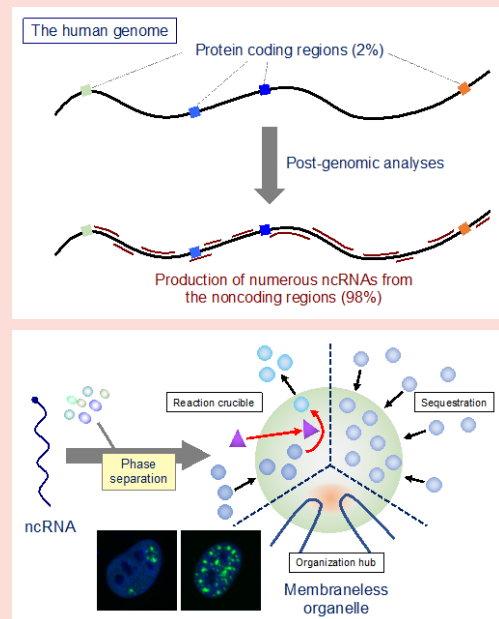 The human genome
Protein coding regions (2%)
Post-genomic analyses
Production of numerous ncRNAs from
the noncoding regions (98%)
Reaction crucible
Sequestration
Phase
separation
ncRNA
Organization hub
Membraneless
organelle